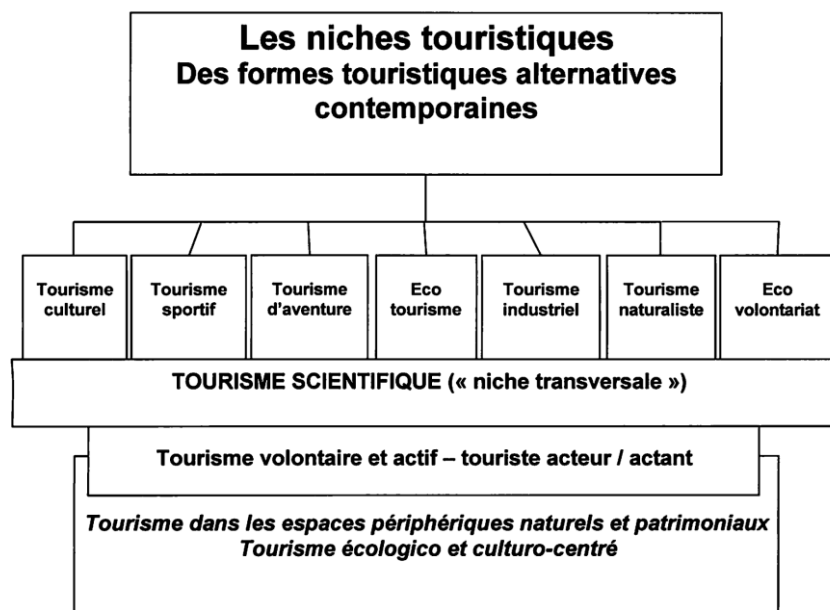 Les niches touristiques
Des formes touristiques alternatives
contemporaines
Tourisme
culturel
Tourisme
sportif
Tourisme
d'aventure
Eco
tourisme
Tourisme
industriel
Tourisme
naturaliste
Eco
volontariat
TOURISME SCIENTIFIQUE (« niche transversale »)
Tourisme volontaire et actif – touriste acteur / actant
Tourisme dans les espaces périphériques naturels et patrimoniaux
Tourisme écologico et culturo-centré